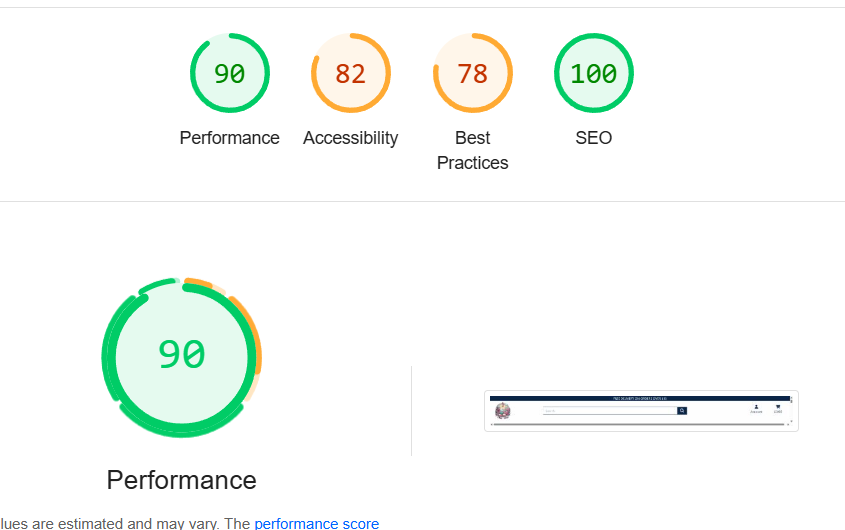 90
82
78
100
Performance
Accessibility
Best
Practices
SEO
90
Performance
lues are estimated and may vary. The performance score